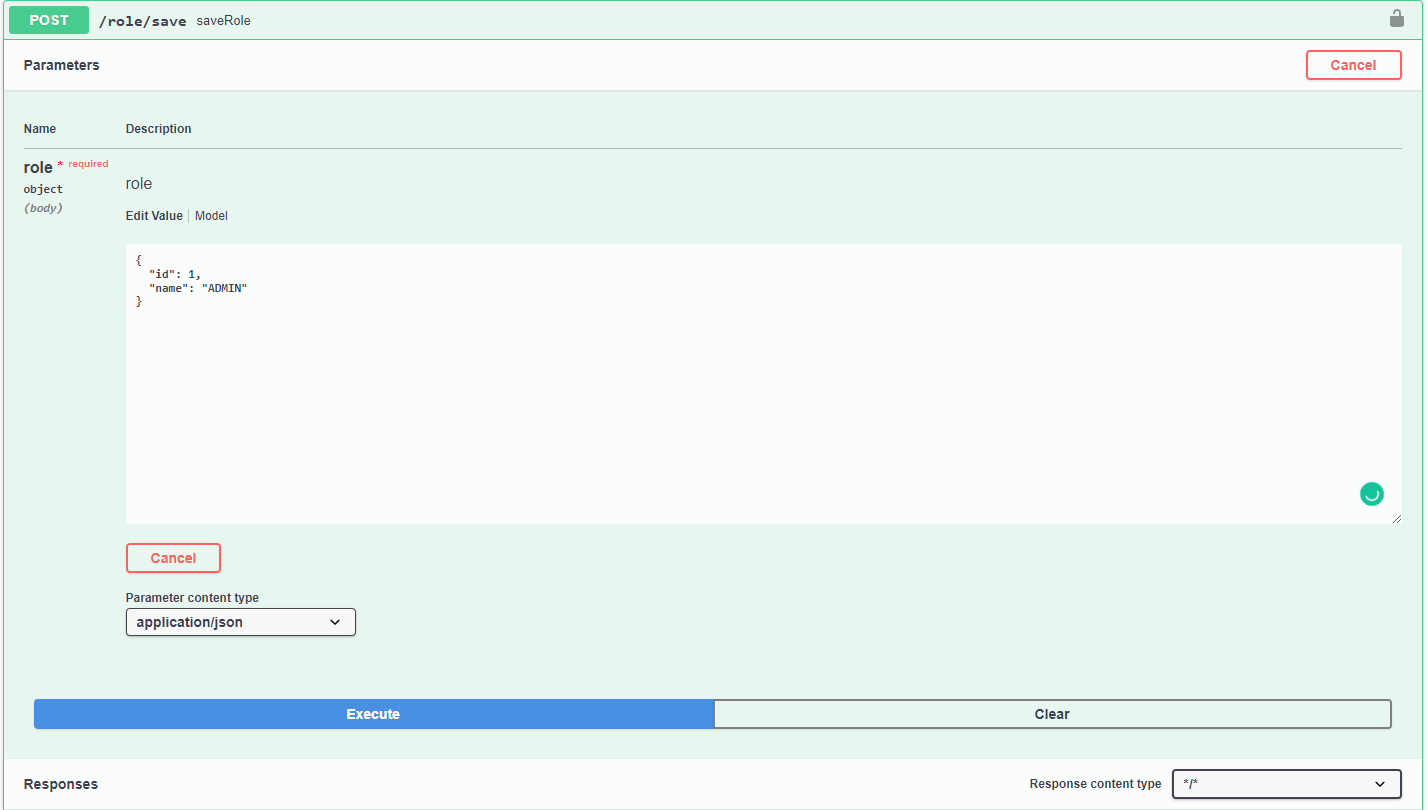 POST /role/save saveRole
Parameters Cancel
Name Description
role * required
object
(body)
role
Edit Value Model
{
  "id": 1,
  "name": "ADMIN"
}
Cancel
Parameter content type
application/json
Execute Clear
Responses Response content type */*